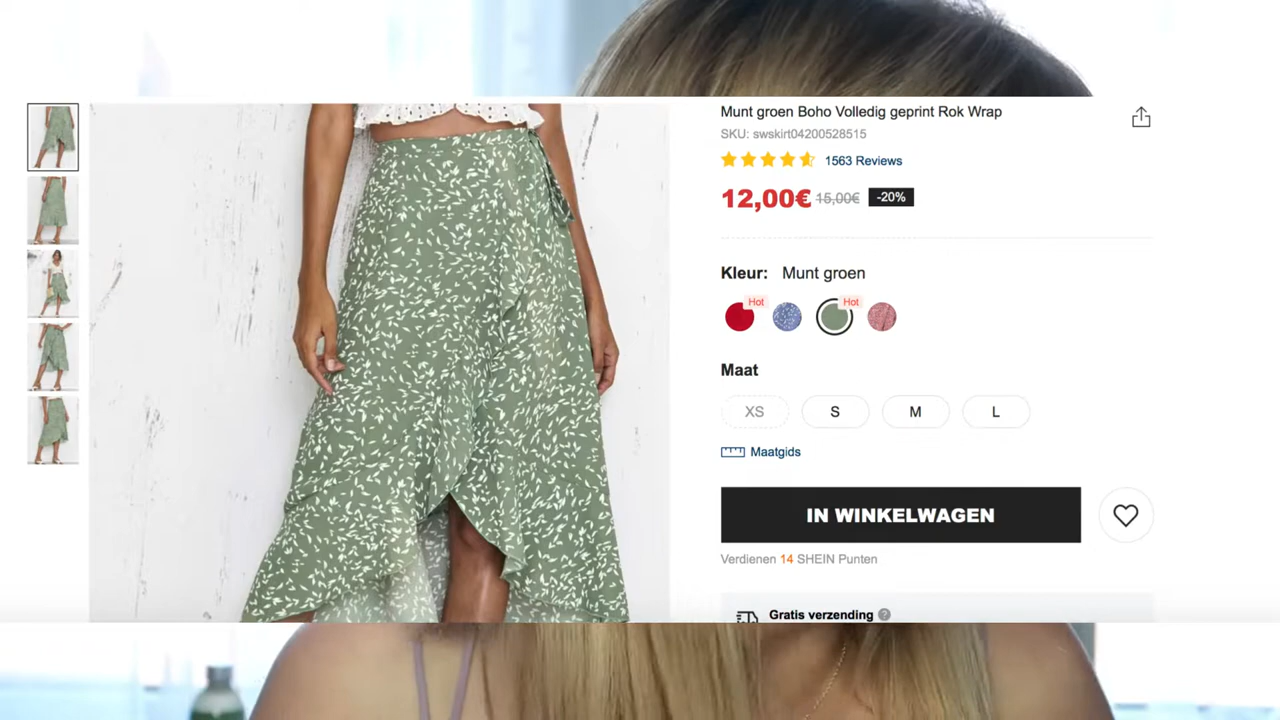 Munt groen Boho Volledig geprint Rok Wrap
SKU: swskirt04200528515
1563 Reviews
12,00€ 15,00€ -20%
Kleur: Munt groen
Hot Hot
Maat
XS S M L
Maatgids
IN WINKELWAGEN
Verdienen 14 SHEIN Punten
Gratis verzending ?